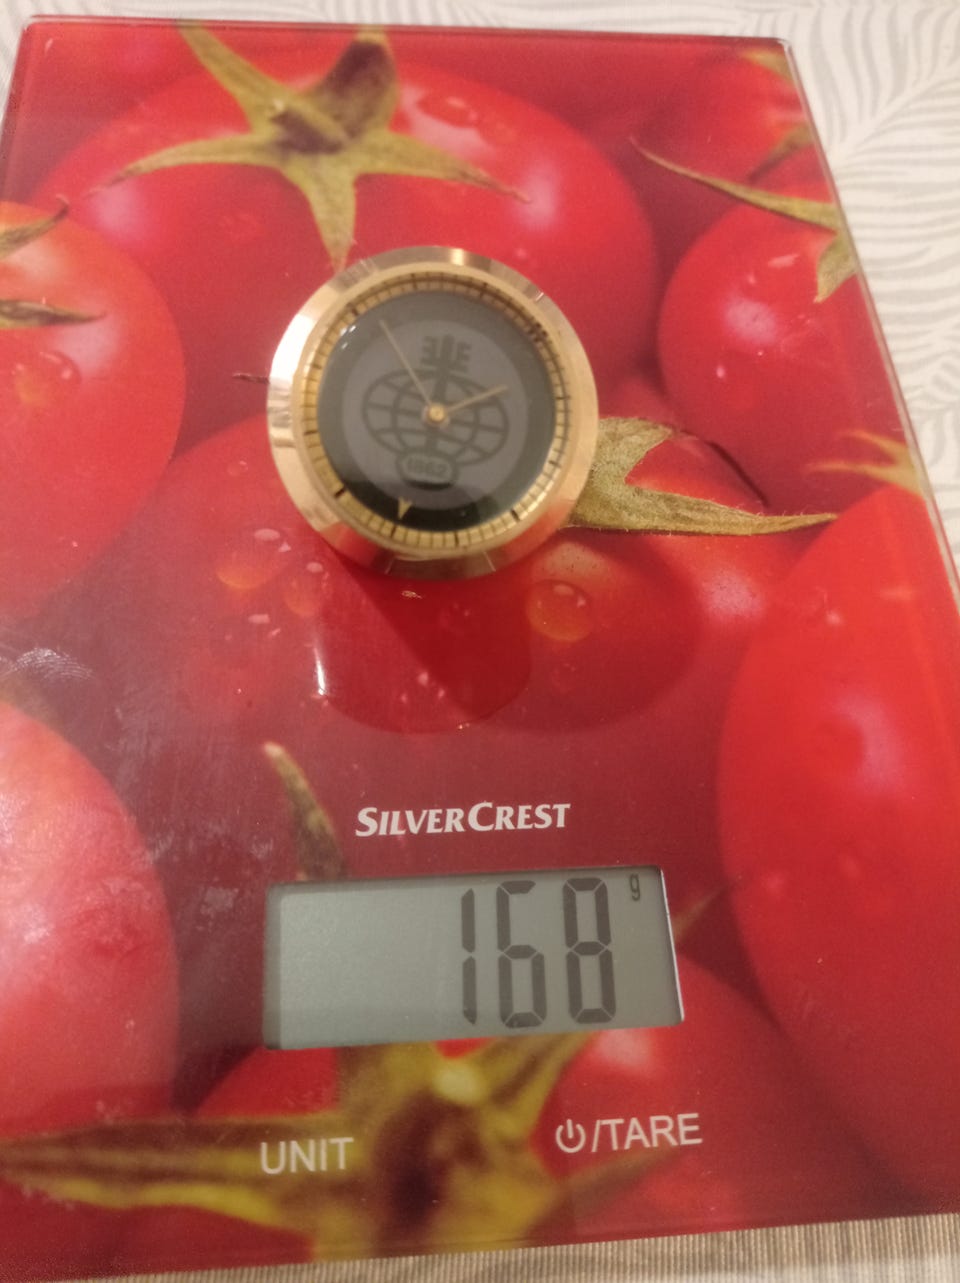 1862
SILVERCREST
168 g
UNIT
/TARE